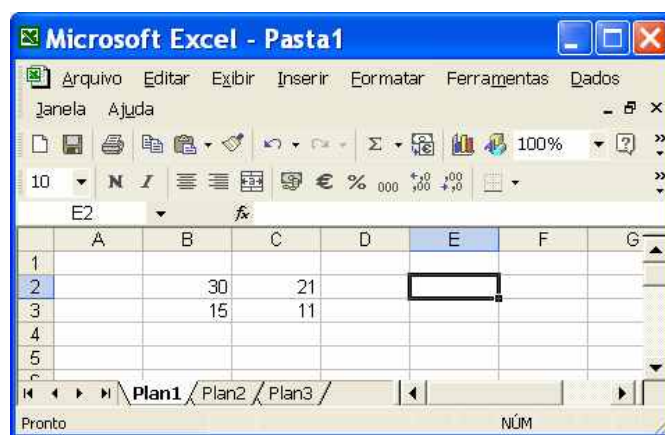 Microsoft Excel - Pasta1
Arquivo Editar Exibir Inserir Formatar Ferramentas Dados
Janela Ajuda
100%
10 N I % 000
E2 fx
A B C D E F G
1
2 30 21
3 15 11
4
5
Plan1 Plan2 Plan3
Pronto NÚM